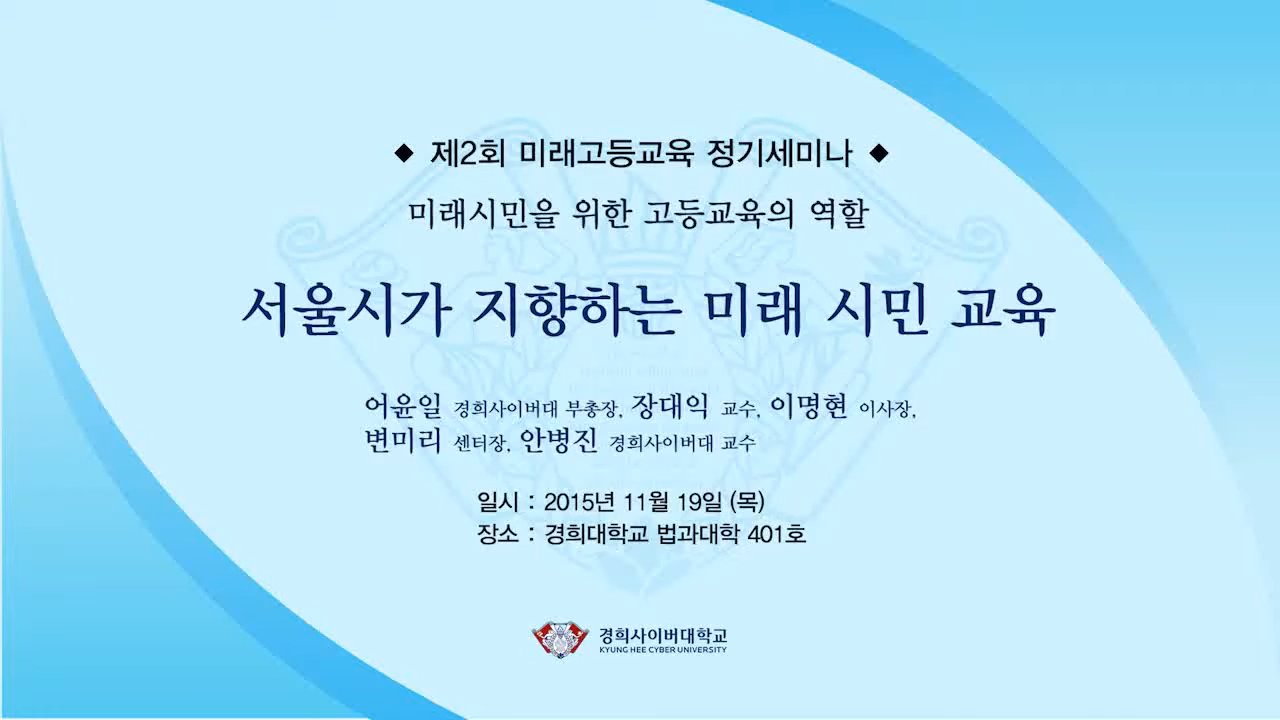 ◆ 제2회 미래고등교육 정기세미나 ◆
미래시민을 위한 고등교육의 역할
서울시가 지향하는 미래 시민 교육
어윤일 경희사이버대 부총장, 장대익 교수, 이명현 이사장,
변미리 센터장, 안병진 경희사이버대 교수
일시 : 2015년 11월 19일 (목)
장소 : 경희대학교 법과대학 401호
경희사이버대학교
KYUNG HEE CYBER UNIVERSITY